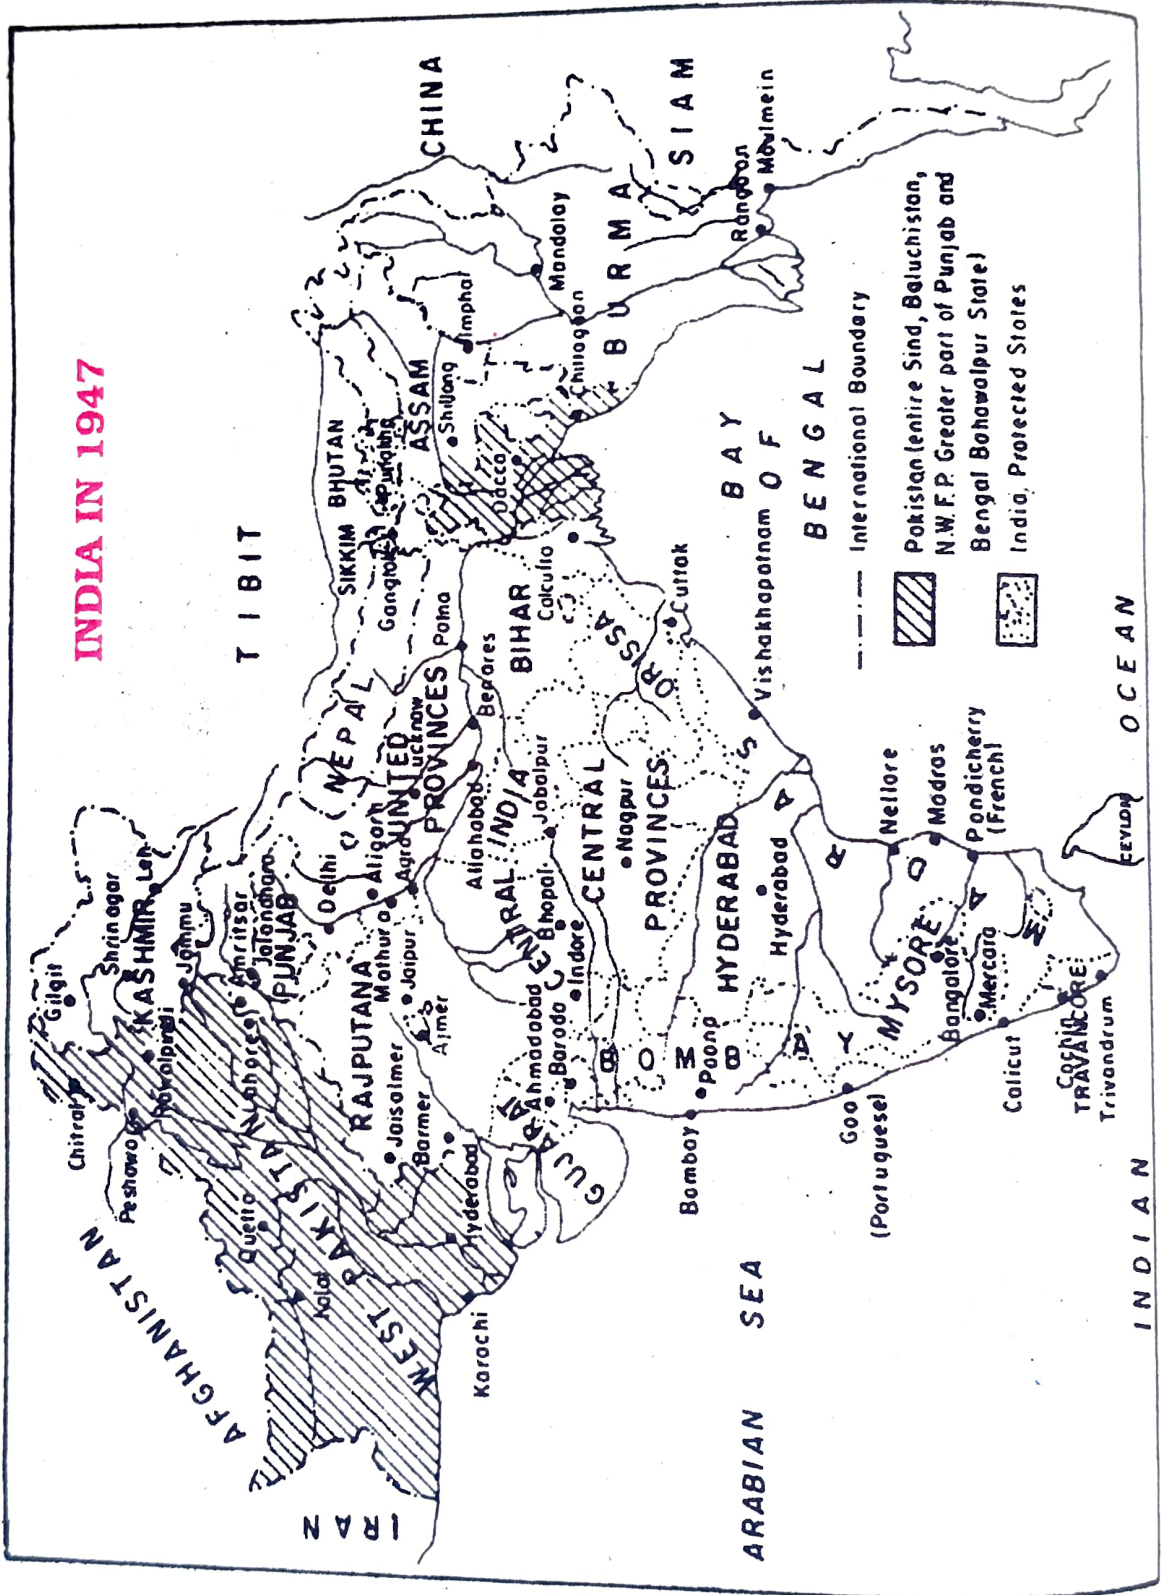 INDIA IN 1947
TIBIT
CHINA
AFGHANISTAN
IRAN
NEPAL
SIKKIM
BHUTAN
Gangtok
Punakha
ASSAM
Shillong
Imphal
Mandalay
BURMA
SIAM
Rangoon
Moulmein
Chittagoan
Dacca
Gilgit
Chitral
Shrinagar
KASHMIR
Leh
Jammu
Peshawa
Rawalpindi
Amritsar
Jalandhara
Lahore
PUNJAB
Quetta
Kalat
WEST PAKISTAN
Karachi
Hyderabad
Delhi
Aligarh
Mathura
Agra
UNITED
PROVINCES
Lucknow
Allahabad
Benares
Patna
BIHAR
Calcutta
RAJPUTANA
Jaipur
Ajmer
Jaisalmer
Barmer
CENTRAL INDIA
Jabalpur
Bhopal
Indore
GUJRAT
Ahmadabad
Baroda
CENTRAL
PROVINCES
Nagpur
ORISSA
Cuttak
Vishakhapatnam
BOMBAY
Bombay
Poona
HYDERABAD
Hyderabad
MADRAS
Nellore
Madras
Pondicherry
(French)
MYSORE
Bangalore
Mercara
Goa
(Portuguese)
Calicut
Cochin
TRAVANCORE
Trivandrum
CEYLON
BAY
OF
BENGAL
ARABIAN SEA
INDIAN OCEAN
International Boundary
Pakistan (entire Sind, Baluchistan,
N.W.F.P. Greater part of Punjab and
Bengal Bahawalpur State)
India, Protected States